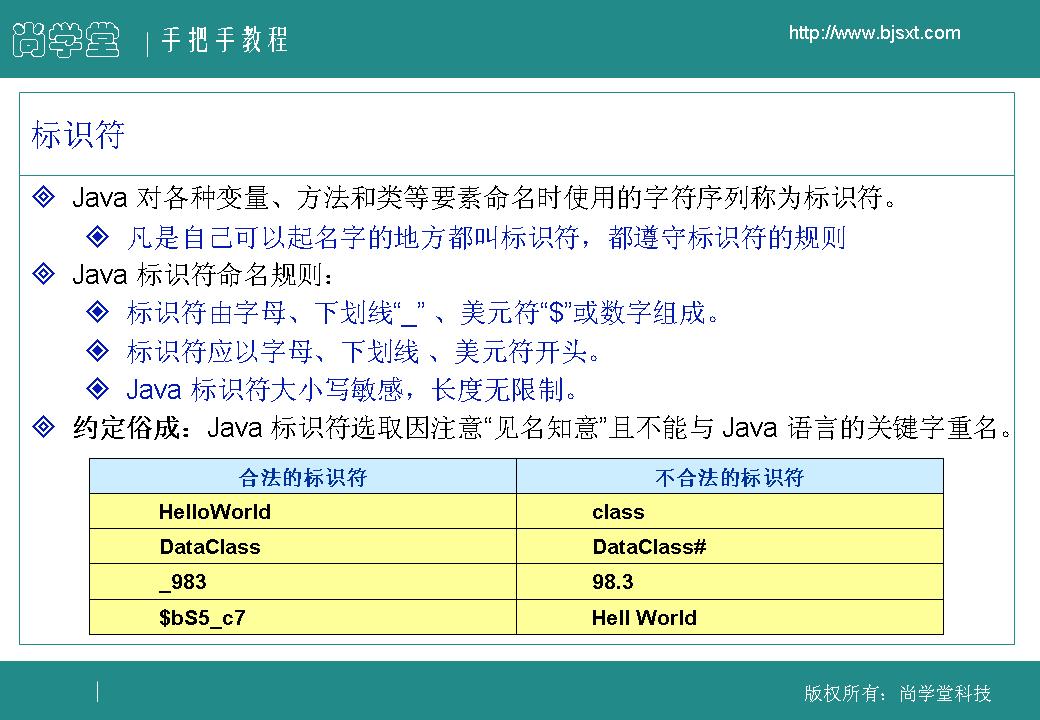 尚学堂 | 手把手教程
http://www.bjsxt.com
标识符
Java 对各种变量、方法和类等要素命名时使用的字符序列称为标识符。
凡是自己可以起名字的地方都叫标识符，都遵守标识符的规则
Java 标识符命名规则：
标识符由字母、下划线“_” 、美元符“$”或数字组成。
标识符应以字母、下划线 、美元符开头。
Java 标识符大小写敏感，长度无限制。
约定俗成：Java 标识符选取因注意“见名知意”且不能与 Java 语言的关键字重名。
合法的标识符 不合法的标识符
HelloWorld class
DataClass DataClass#
_983 98.3
$bS5_c7 Hell World
版权所有：尚学堂科技